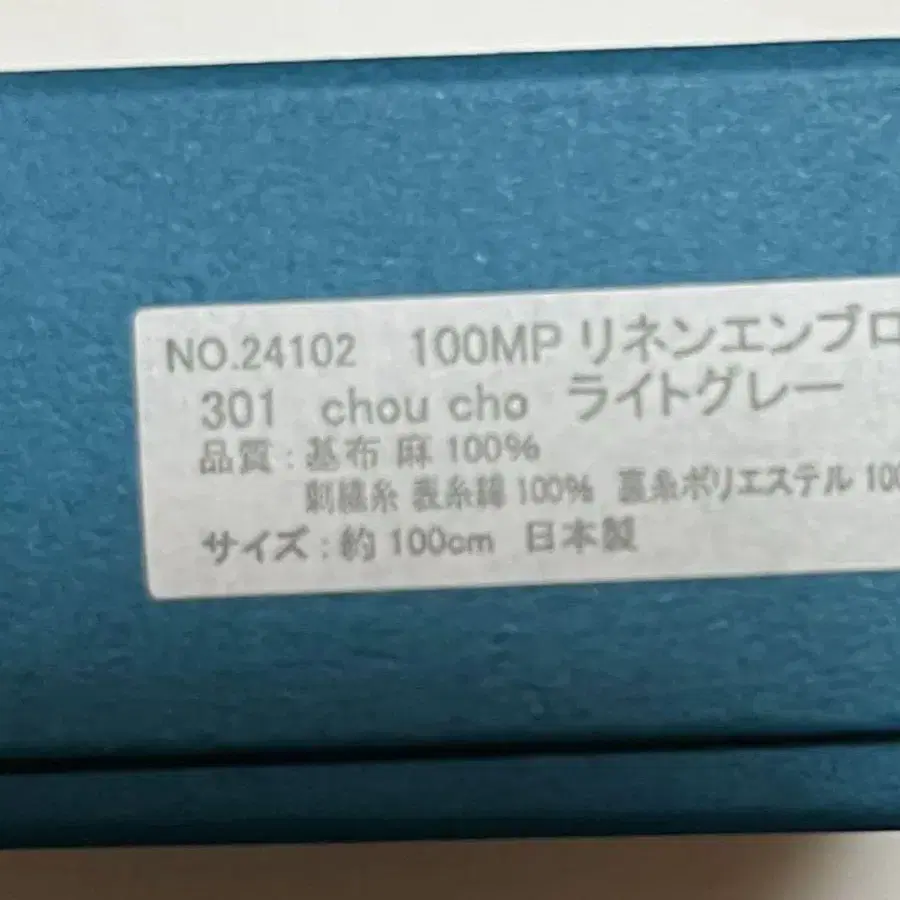 NO.24102 100MP リネンエンブロ
301 chou cho ライトグレー
品質:基布 麻 100%
刺繍糸 表糸綿 100% 裏糸ポリエステル 100
サイズ:約 100cm 日本製